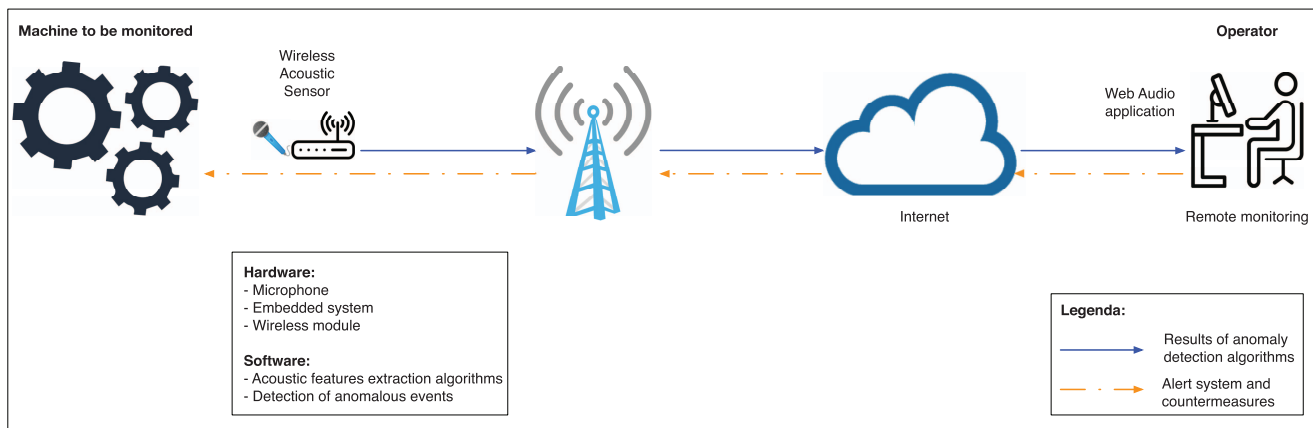 Machine to be monitored
Wireless
Acoustic
Sensor
Operator
Web Audio
application
Internet
Remote monitoring
Hardware:
- Microphone
- Embedded system
- Wireless module
Software:
- Acoustic features extraction algorithms
- Detection of anomalous events
Legenda:
Results of anomaly
detection algorithms
Alert system and
countermeasures